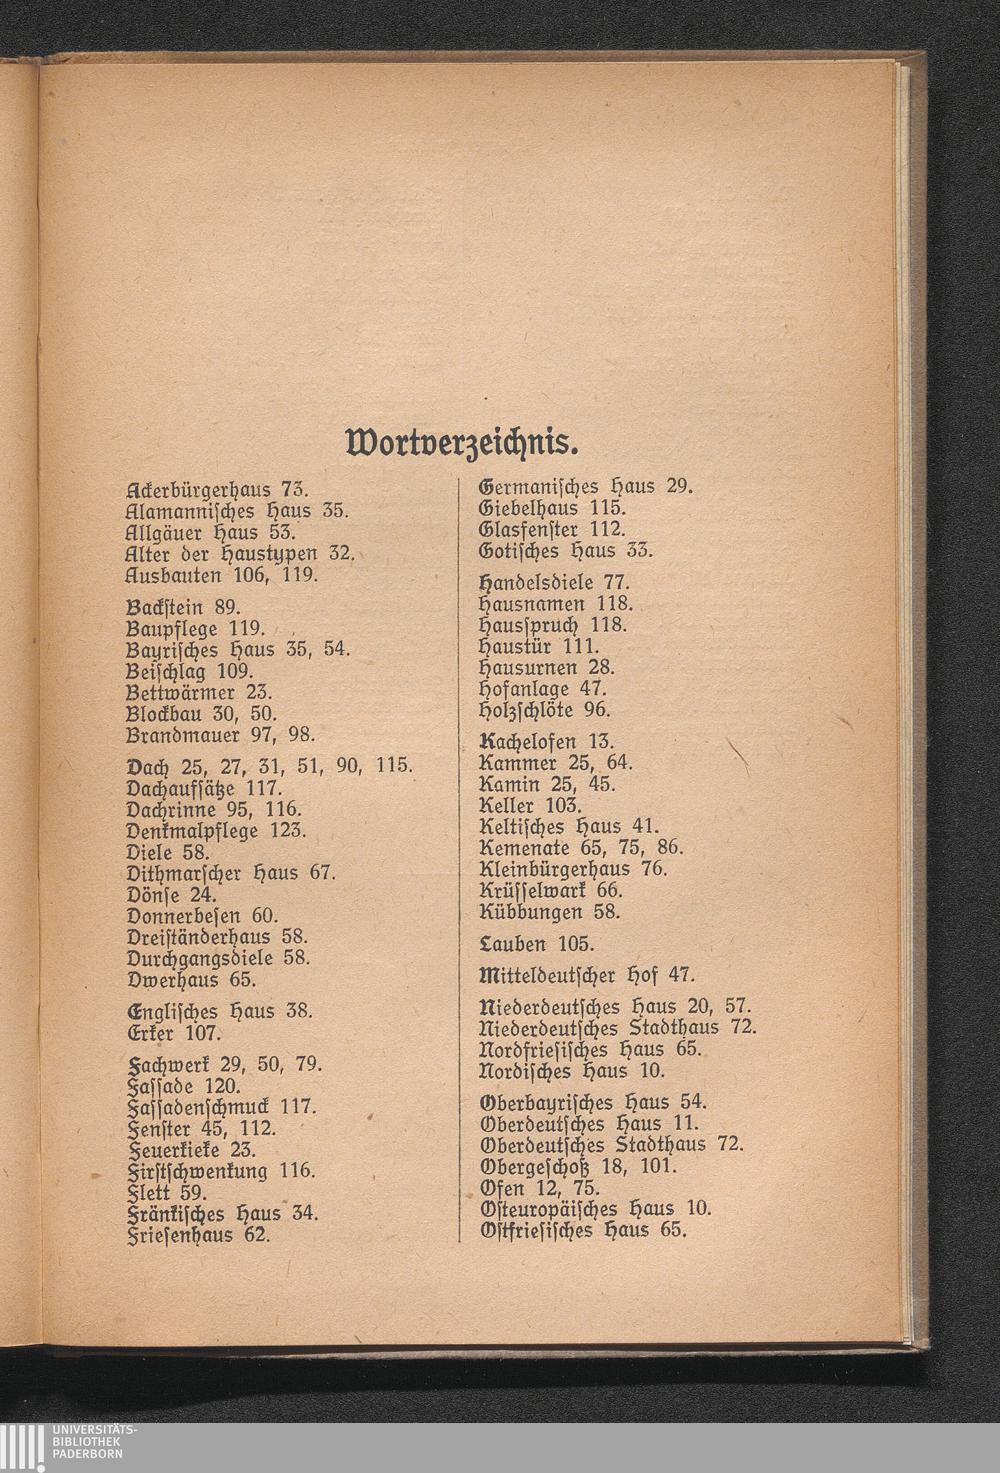 Wortverzeichnis.
Ackerbürgerhaus 73.
Alamannisches Haus 35.
Allgäuer Haus 53.
Alter der Haustypen 32.
Ausbauten 106, 119.
Backstein 89.
Baupflege 119.
Bayrisches Haus 35, 54.
Beischlag 109.
Bettwärmer 23.
Blockbau 30, 50.
Brandmauer 97, 98.
Dach 25, 27, 31, 51, 90, 115.
Dachaufsätze 117.
Dachrinne 95, 116.
Denkmalpflege 123.
Diele 58.
Dithmarscher Haus 67.
Dönse 24.
Donnerbesen 60.
Dreiständerhaus 58.
Durchgangsdiele 58.
Dwerhaus 65.
Englisches Haus 38.
Erker 107.
Fachwerk 29, 50, 79.
Fassade 120.
Fassadenschmuck 117.
Fenster 45, 112.
Feuerkieke 23.
Firstschwenkung 116.
Flett 59.
Fränkisches Haus 34.
Friesenhaus 62.
Germanisches Haus 29.
Giebelhaus 115.
Glasfenster 112.
Gotisches Haus 33.
Handelsdiele 77.
Hausnamen 118.
Hausspruch 118.
Haustür 111.
Hausurnen 28.
Hofanlage 47.
Holzschlöte 96.
Kachelofen 13.
Kammer 25, 64.
Kamin 25, 45.
Keller 103.
Keltisches Haus 41.
Kemenate 65, 75, 86.
Kleinbürgerhaus 76.
Krüsselwark 66.
Kübbungen 58.
Lauben 105.
Mitteldeutscher Hof 47.
Niederdeutsches Haus 20, 57.
Niederdeutsches Stadthaus 72.
Nordfriesisches Haus 65.
Nordisches Haus 10.
Oberbayrisches Haus 54.
Oberdeutsches Haus 11.
Oberdeutsches Stadthaus 72.
Obergeschoß 18, 101.
Ofen 12, 75.
Osteuropäisches Haus 10.
Ostfriesisches Haus 65.
UNIVERSITÄTS-
BIBLIOTHEK
PADERBORN